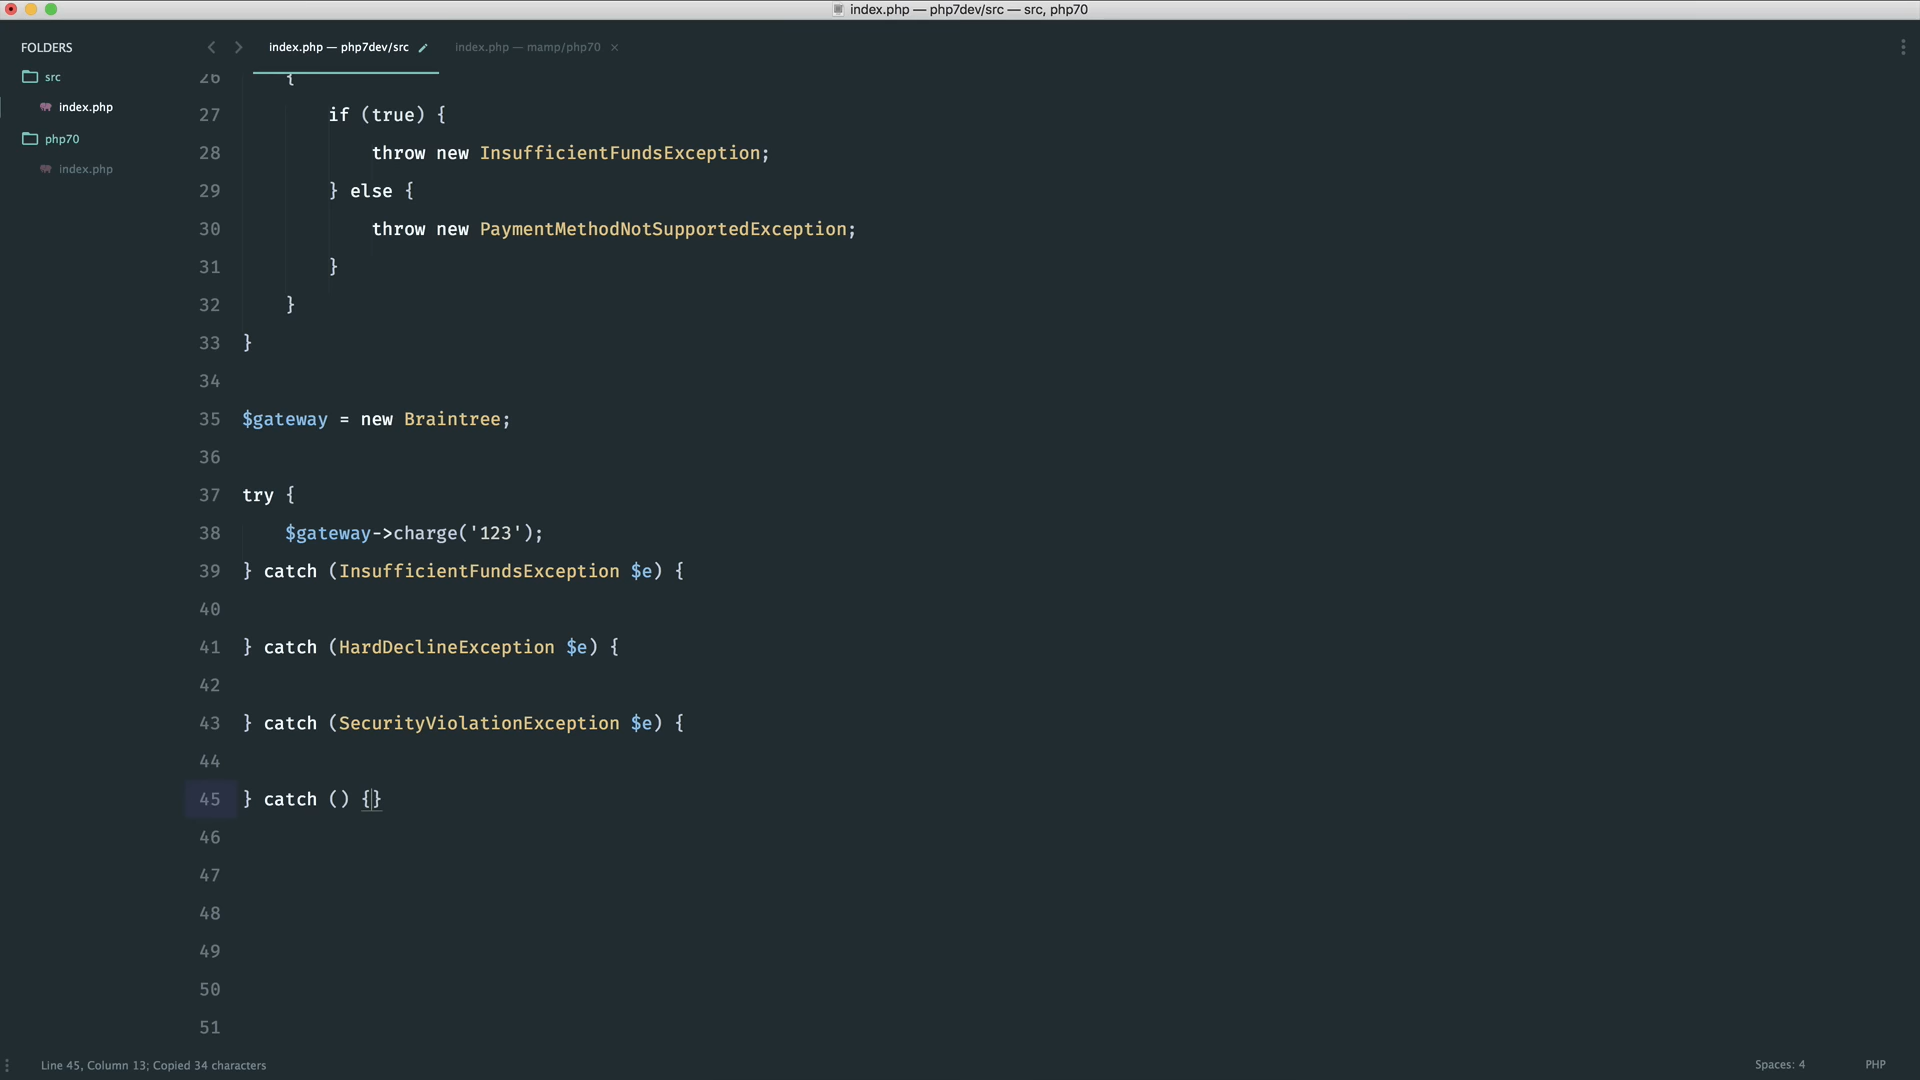 index.php — php7dev/src — src, php70
FOLDERS
src
index.php
php70
index.php
index.php — php7dev/src
index.php — mamp/php70 ×
26 {
27 if (true) {
28 throw new InsufficientFundsException;
29 } else {
30 throw new PaymentMethodNotSupportedException;
31 }
32 }
33 }
34
35 $gateway = new Braintree;
36
37 try {
38 $gateway->charge('123');
39 } catch (InsufficientFundsException $e) {
40
41 } catch (HardDeclineException $e) {
42
43 } catch (SecurityViolationException $e) {
44
45 } catch () {}
46
47
48
49
50
51
Line 45, Column 13; Copied 34 characters
Spaces: 4
PHP